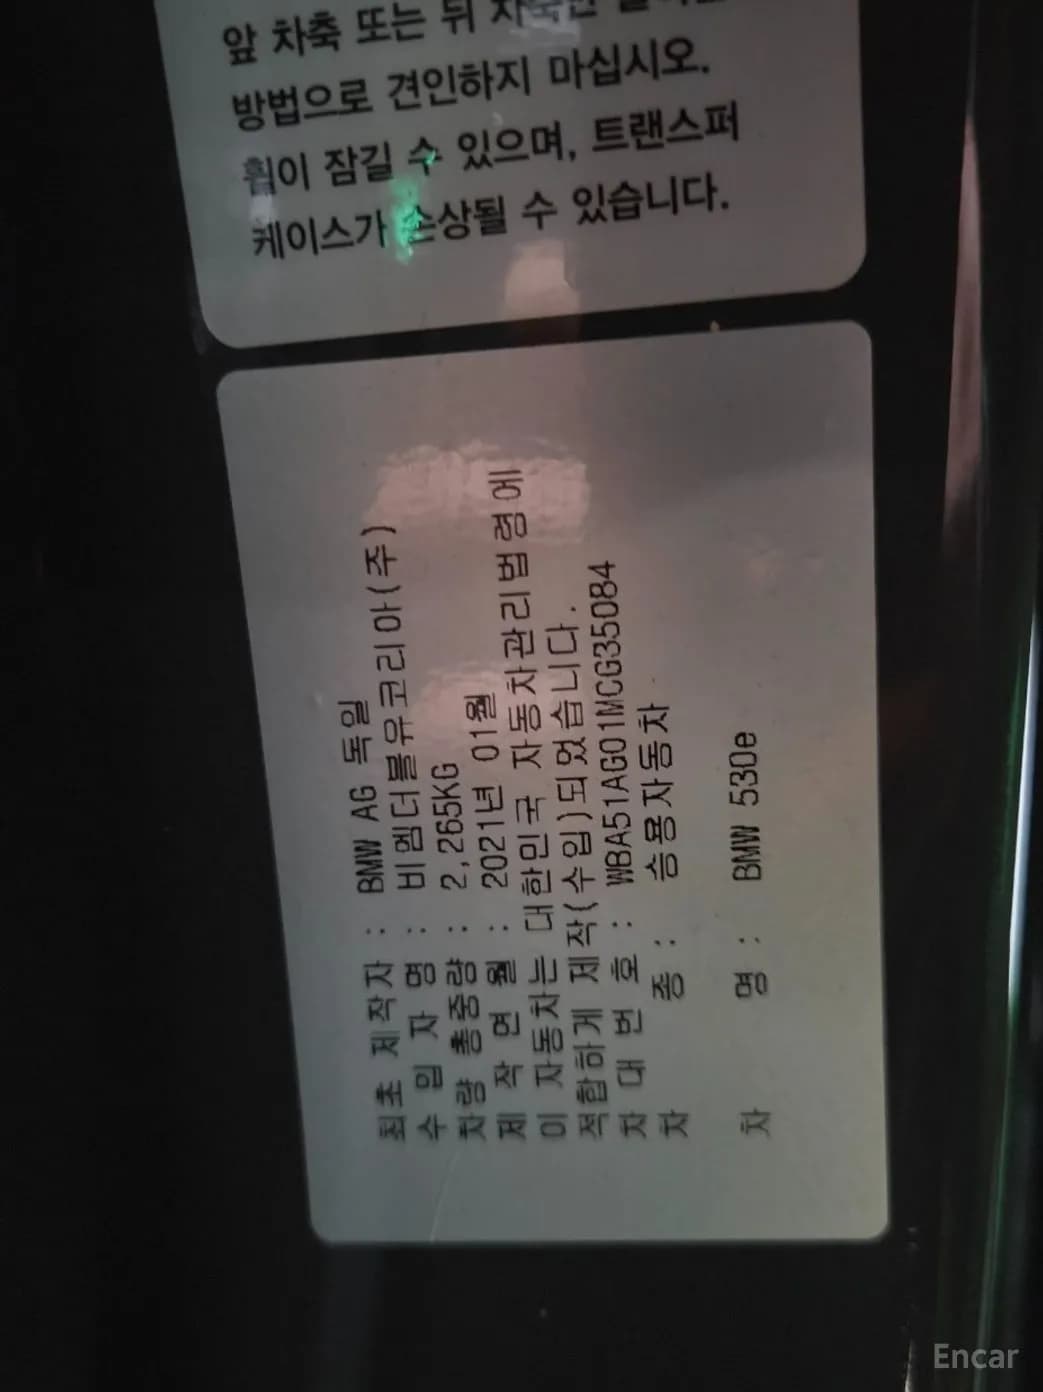 앞 차축 또는 뒤 차축만
방법으로 견인하지 마십시오.
휠이 잠길 수 있으며, 트랜스퍼
케이스가 손상될 수 있습니다.
최초 제작자 : BMW AG 독일
수 입 자 명 : 비엠더블유코리아(주)
차량 총중량 : 2,265KG
제 작 연 월 : 2021년 01월
이 자동차는 대한민국 자동차관리법령에
적합하게 제작(수입)되었습니다.
차 대 번 호 : WBA51AG01MCG35084
차 종 : 승용자동차
차 명 : BMW 530e
Encar